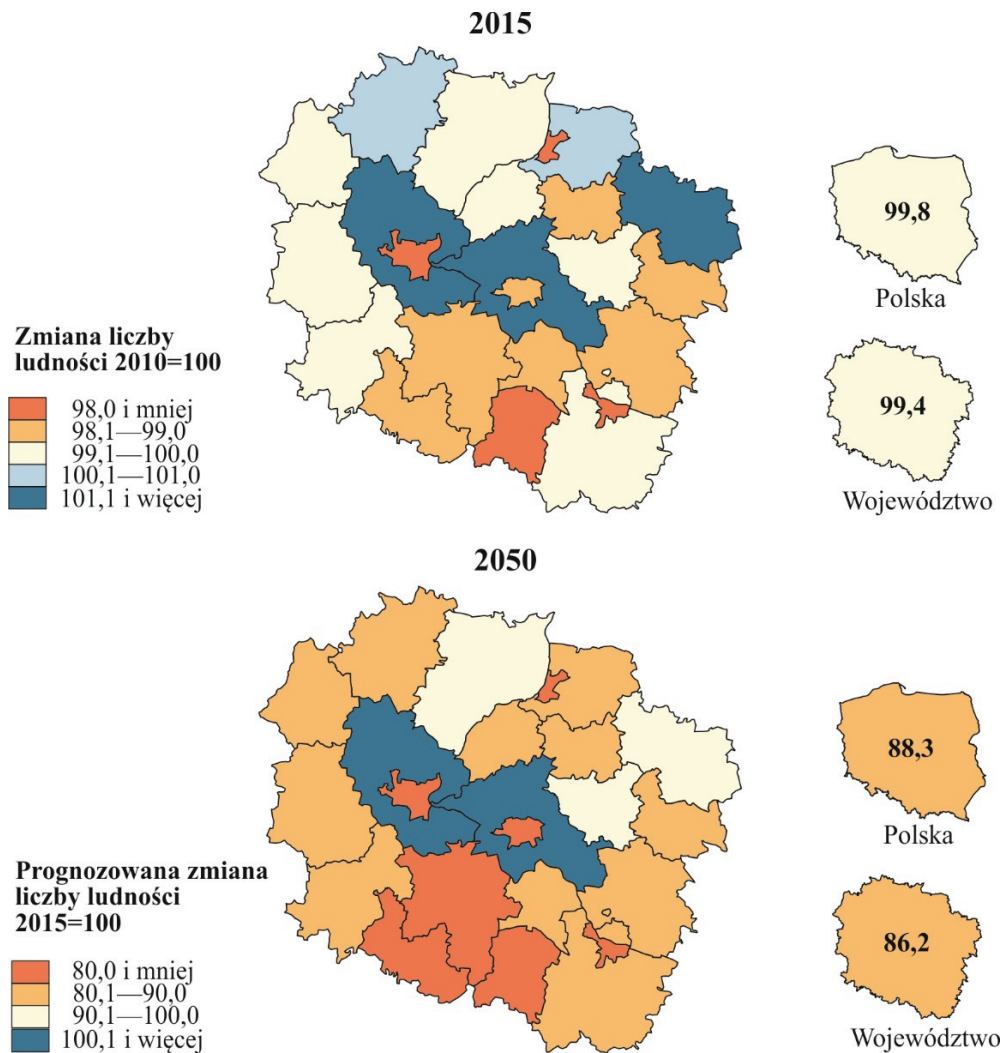 2015
99,8
Polska
Zmiana liczby
ludności 2010=100
98,0 i mniej
98,1—99,0
99,1—100,0
100,1—101,0
101,1 i więcej
99,4
Województwo
2050
88,3
Polska
Prognozowana zmiana
liczby ludności
2015=100
80,0 i mniej
80,1—90,0
90,1—100,0
100,1 i więcej
86,2
Województwo